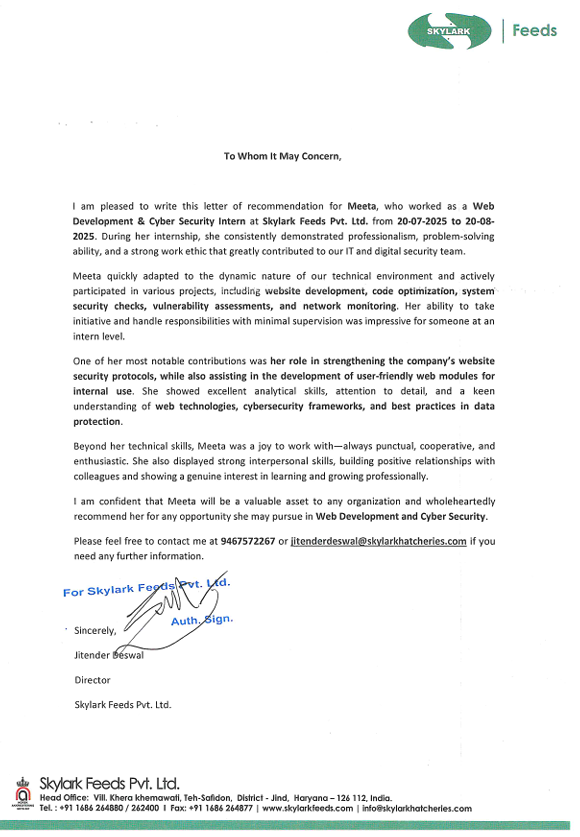 SKYLARK | Feeds
To Whom It May Concern,
I am pleased to write this letter of recommendation for Meeta, who worked as a Web
Development & Cyber Security Intern at Skylark Feeds Pvt. Ltd. from 20-07-2025 to 20-08-
2025. During her internship, she consistently demonstrated professionalism, problem-solving
ability, and a strong work ethic that greatly contributed to our IT and digital security team.
Meeta quickly adapted to the dynamic nature of our technical environment and actively
participated in various projects, including website development, code optimization, system
security checks, vulnerability assessments, and network monitoring. Her ability to take
initiative and handle responsibilities with minimal supervision was impressive for someone at an
intern level.
One of her most notable contributions was her role in strengthening the company's website
security protocols, while also assisting in the development of user-friendly web modules for
internal use. She showed excellent analytical skills, attention to detail, and a keen
understanding of web technologies, cybersecurity frameworks, and best practices in data
protection.
Beyond her technical skills, Meeta was a joy to work with—always punctual, cooperative, and
enthusiastic. She also displayed strong interpersonal skills, building positive relationships with
colleagues and showing a genuine interest in learning and growing professionally.
I am confident that Meeta will be a valuable asset to any organization and wholeheartedly
recommend her for any opportunity she may pursue in Web Development and Cyber Security.
Please feel free to contact me at 9467572267 or jitenderdeswal@skylarkhatcheries.com if you
need any further information.
For Skylark Feeds Pvt. Ltd.
Auth. Sign.
Sincerely,
Jitender Deswal
Director
Skylark Feeds Pvt. Ltd.
Skylark Feeds Pvt. Ltd.
Head Office: Vill. Khera khemawati, Teh-Safidon, District - Jind, Haryana – 126 112, India.
Tel. : +91 1686 264880 / 262400 I Fax: +91 1686 264877 | www.skylarkfeeds.com | info@skylarkhatcheries.com